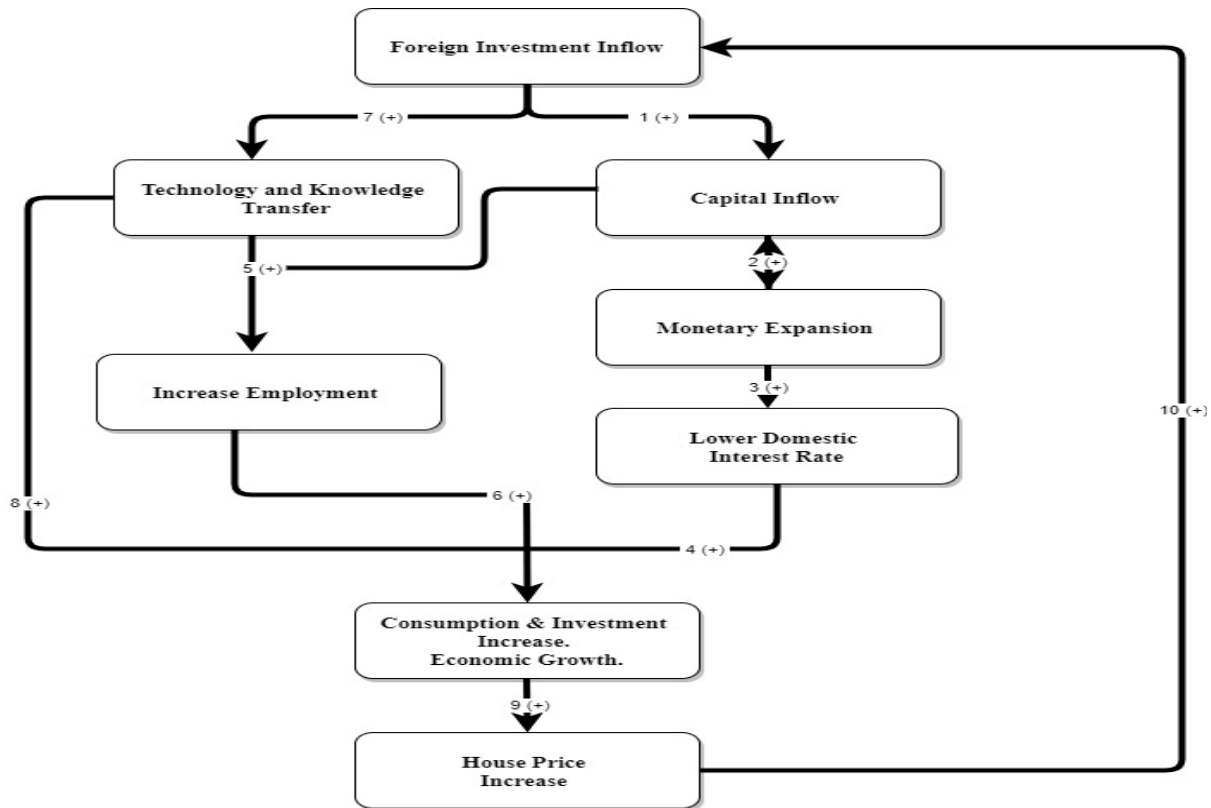 Foreign Investment Inflow
7 (+)
1 (+)
Technology and Knowledge
Transfer
Capital Inflow
5 (+)
2 (+)
Monetary Expansion
Increase Employment
3 (+)
10 (+)
Lower Domestic
Interest Rate
8 (+)
6 (+)
4 (+)
Consumption & Investment
Increase.
Economic Growth.
9 (+)
House Price
Increase